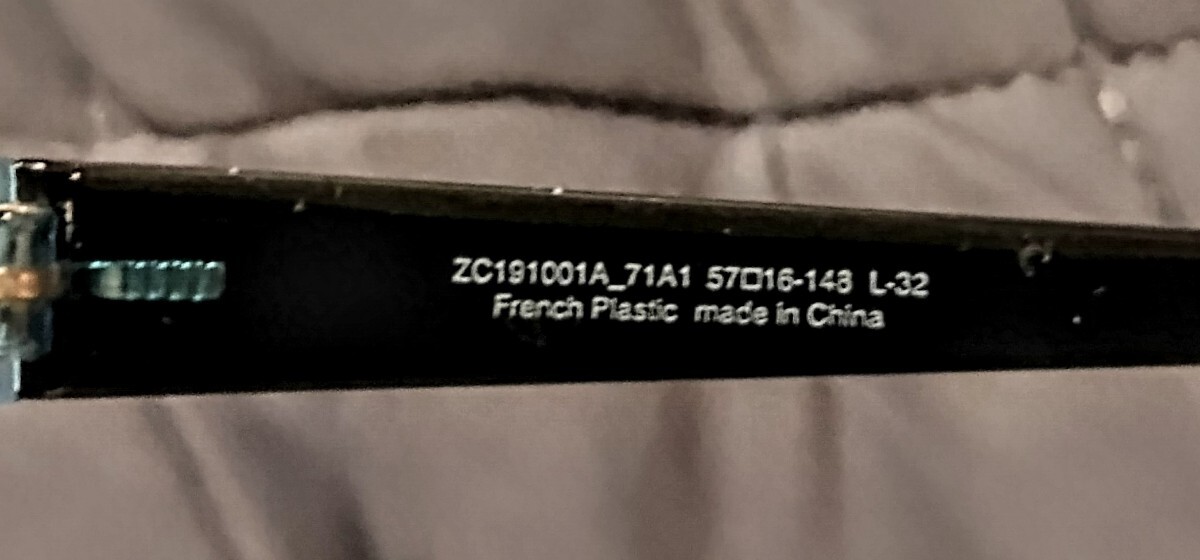 ZC191001A_71A1 57□16-148 L-32
French Plastic made in China